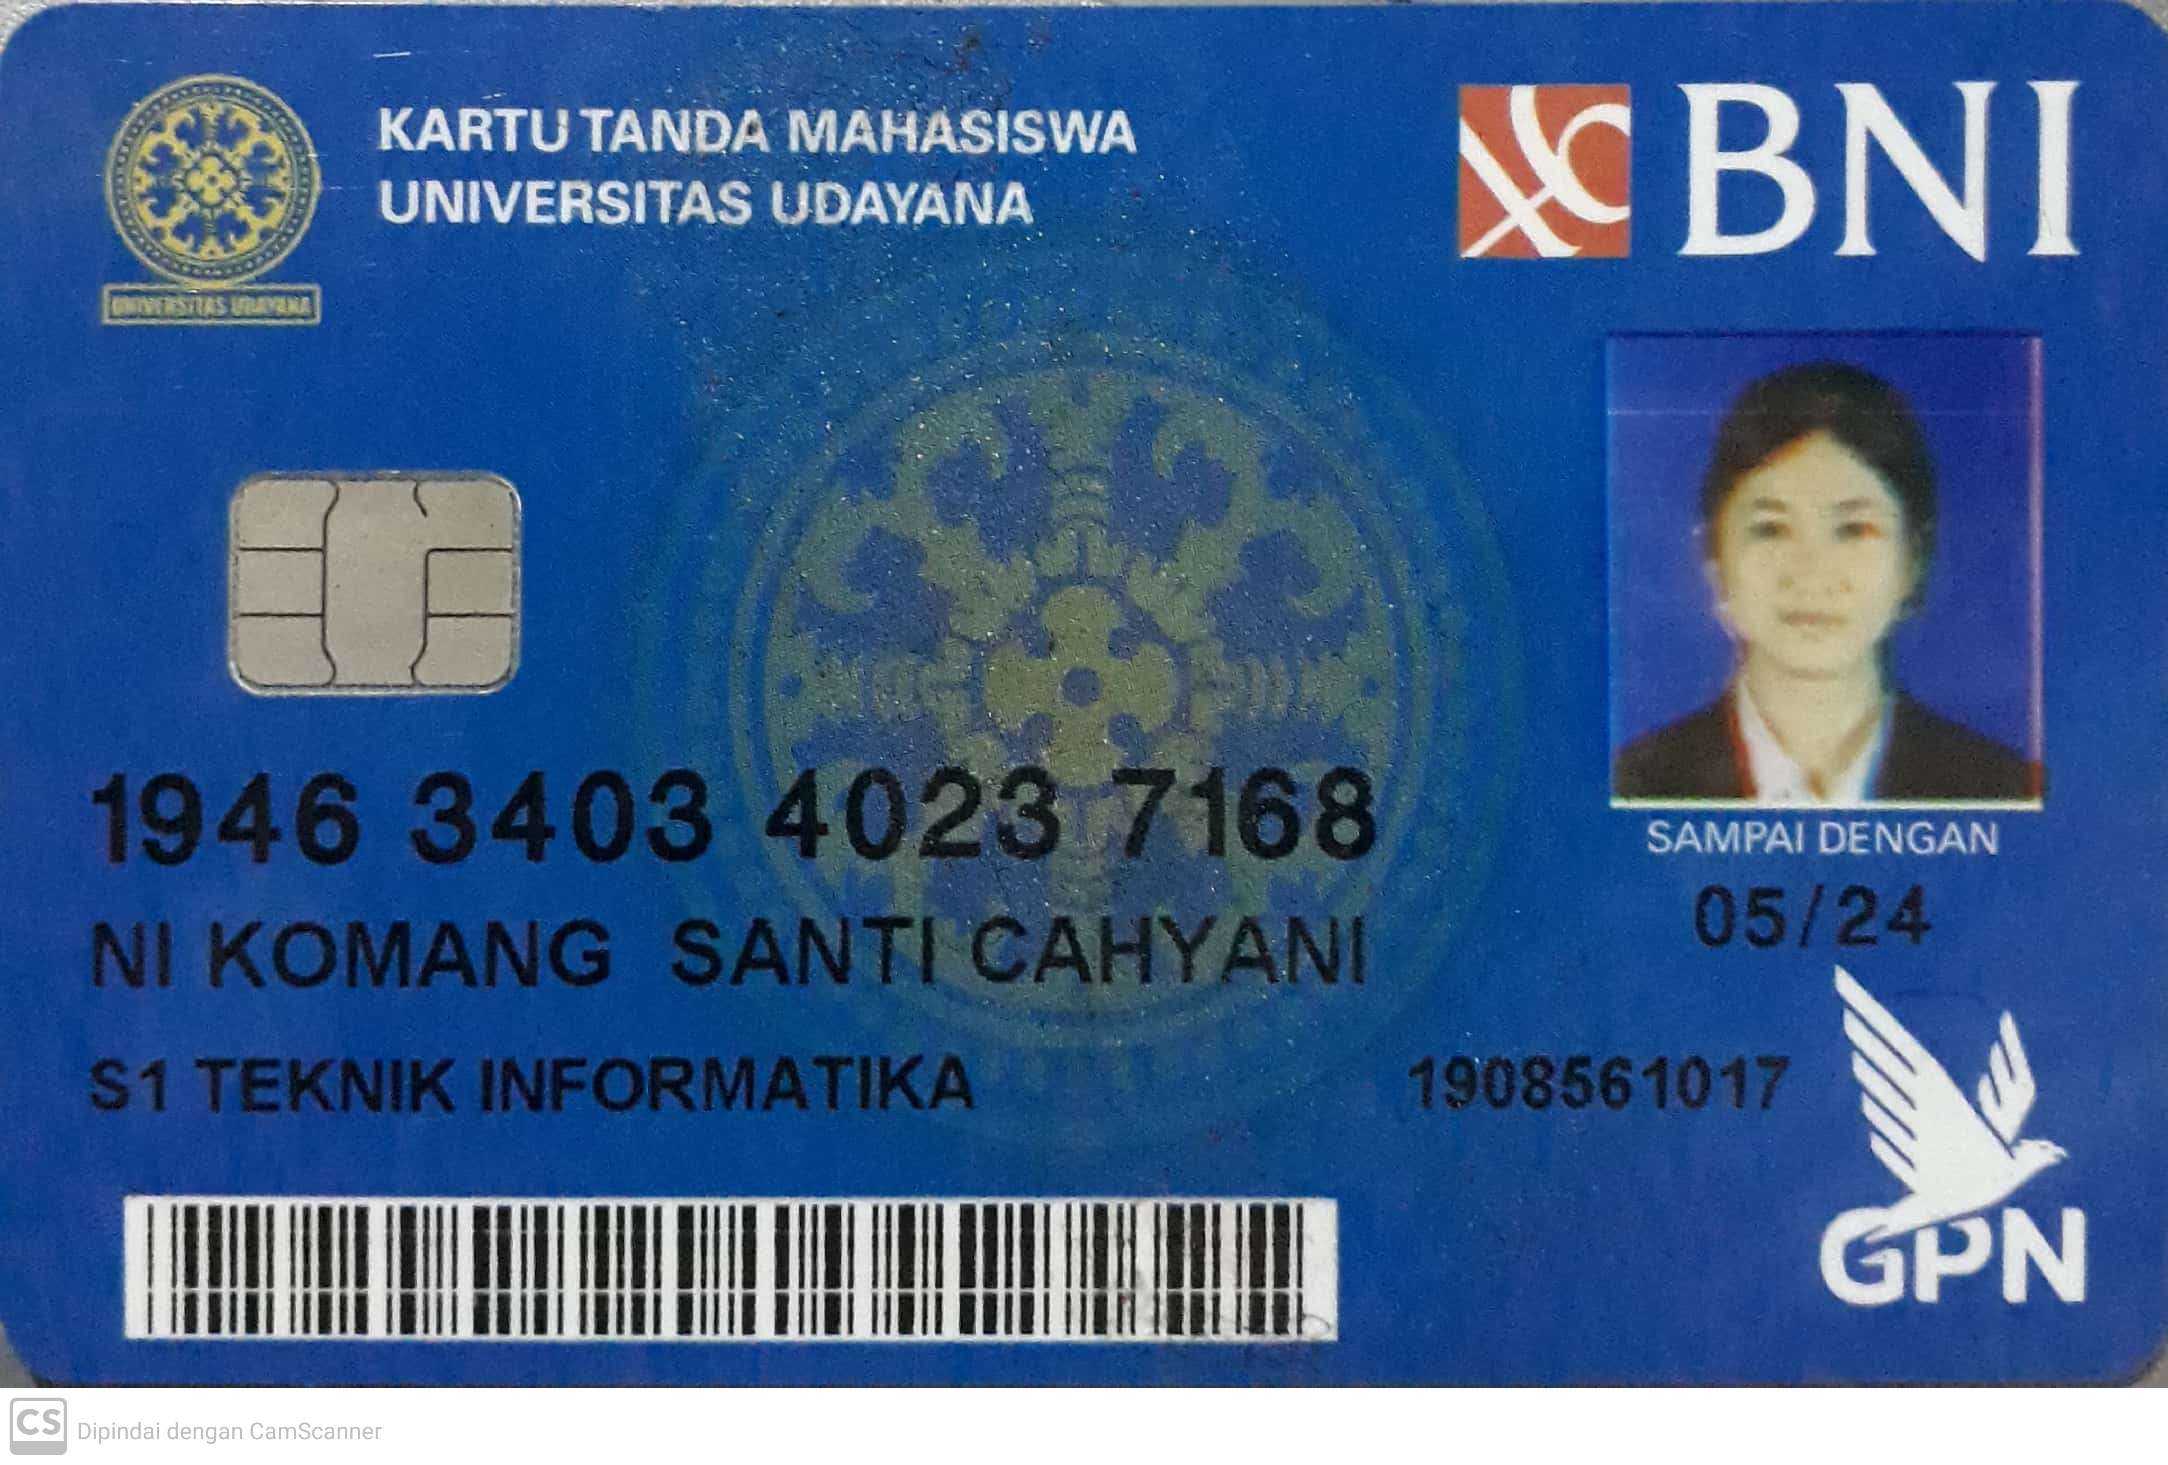 KARTU TANDA MAHASISWA
UNIVERSITAS UDAYANA
BNI
UNIVERSITAS UDAYANA
1946 3403 4023 7168
SAMPAI DENGAN
05/24
NI KOMANG SANTI CAHYANI
S1 TEKNIK INFORMATIKA
1908561017
GPN
CS
Dipindai dengan CamScanner